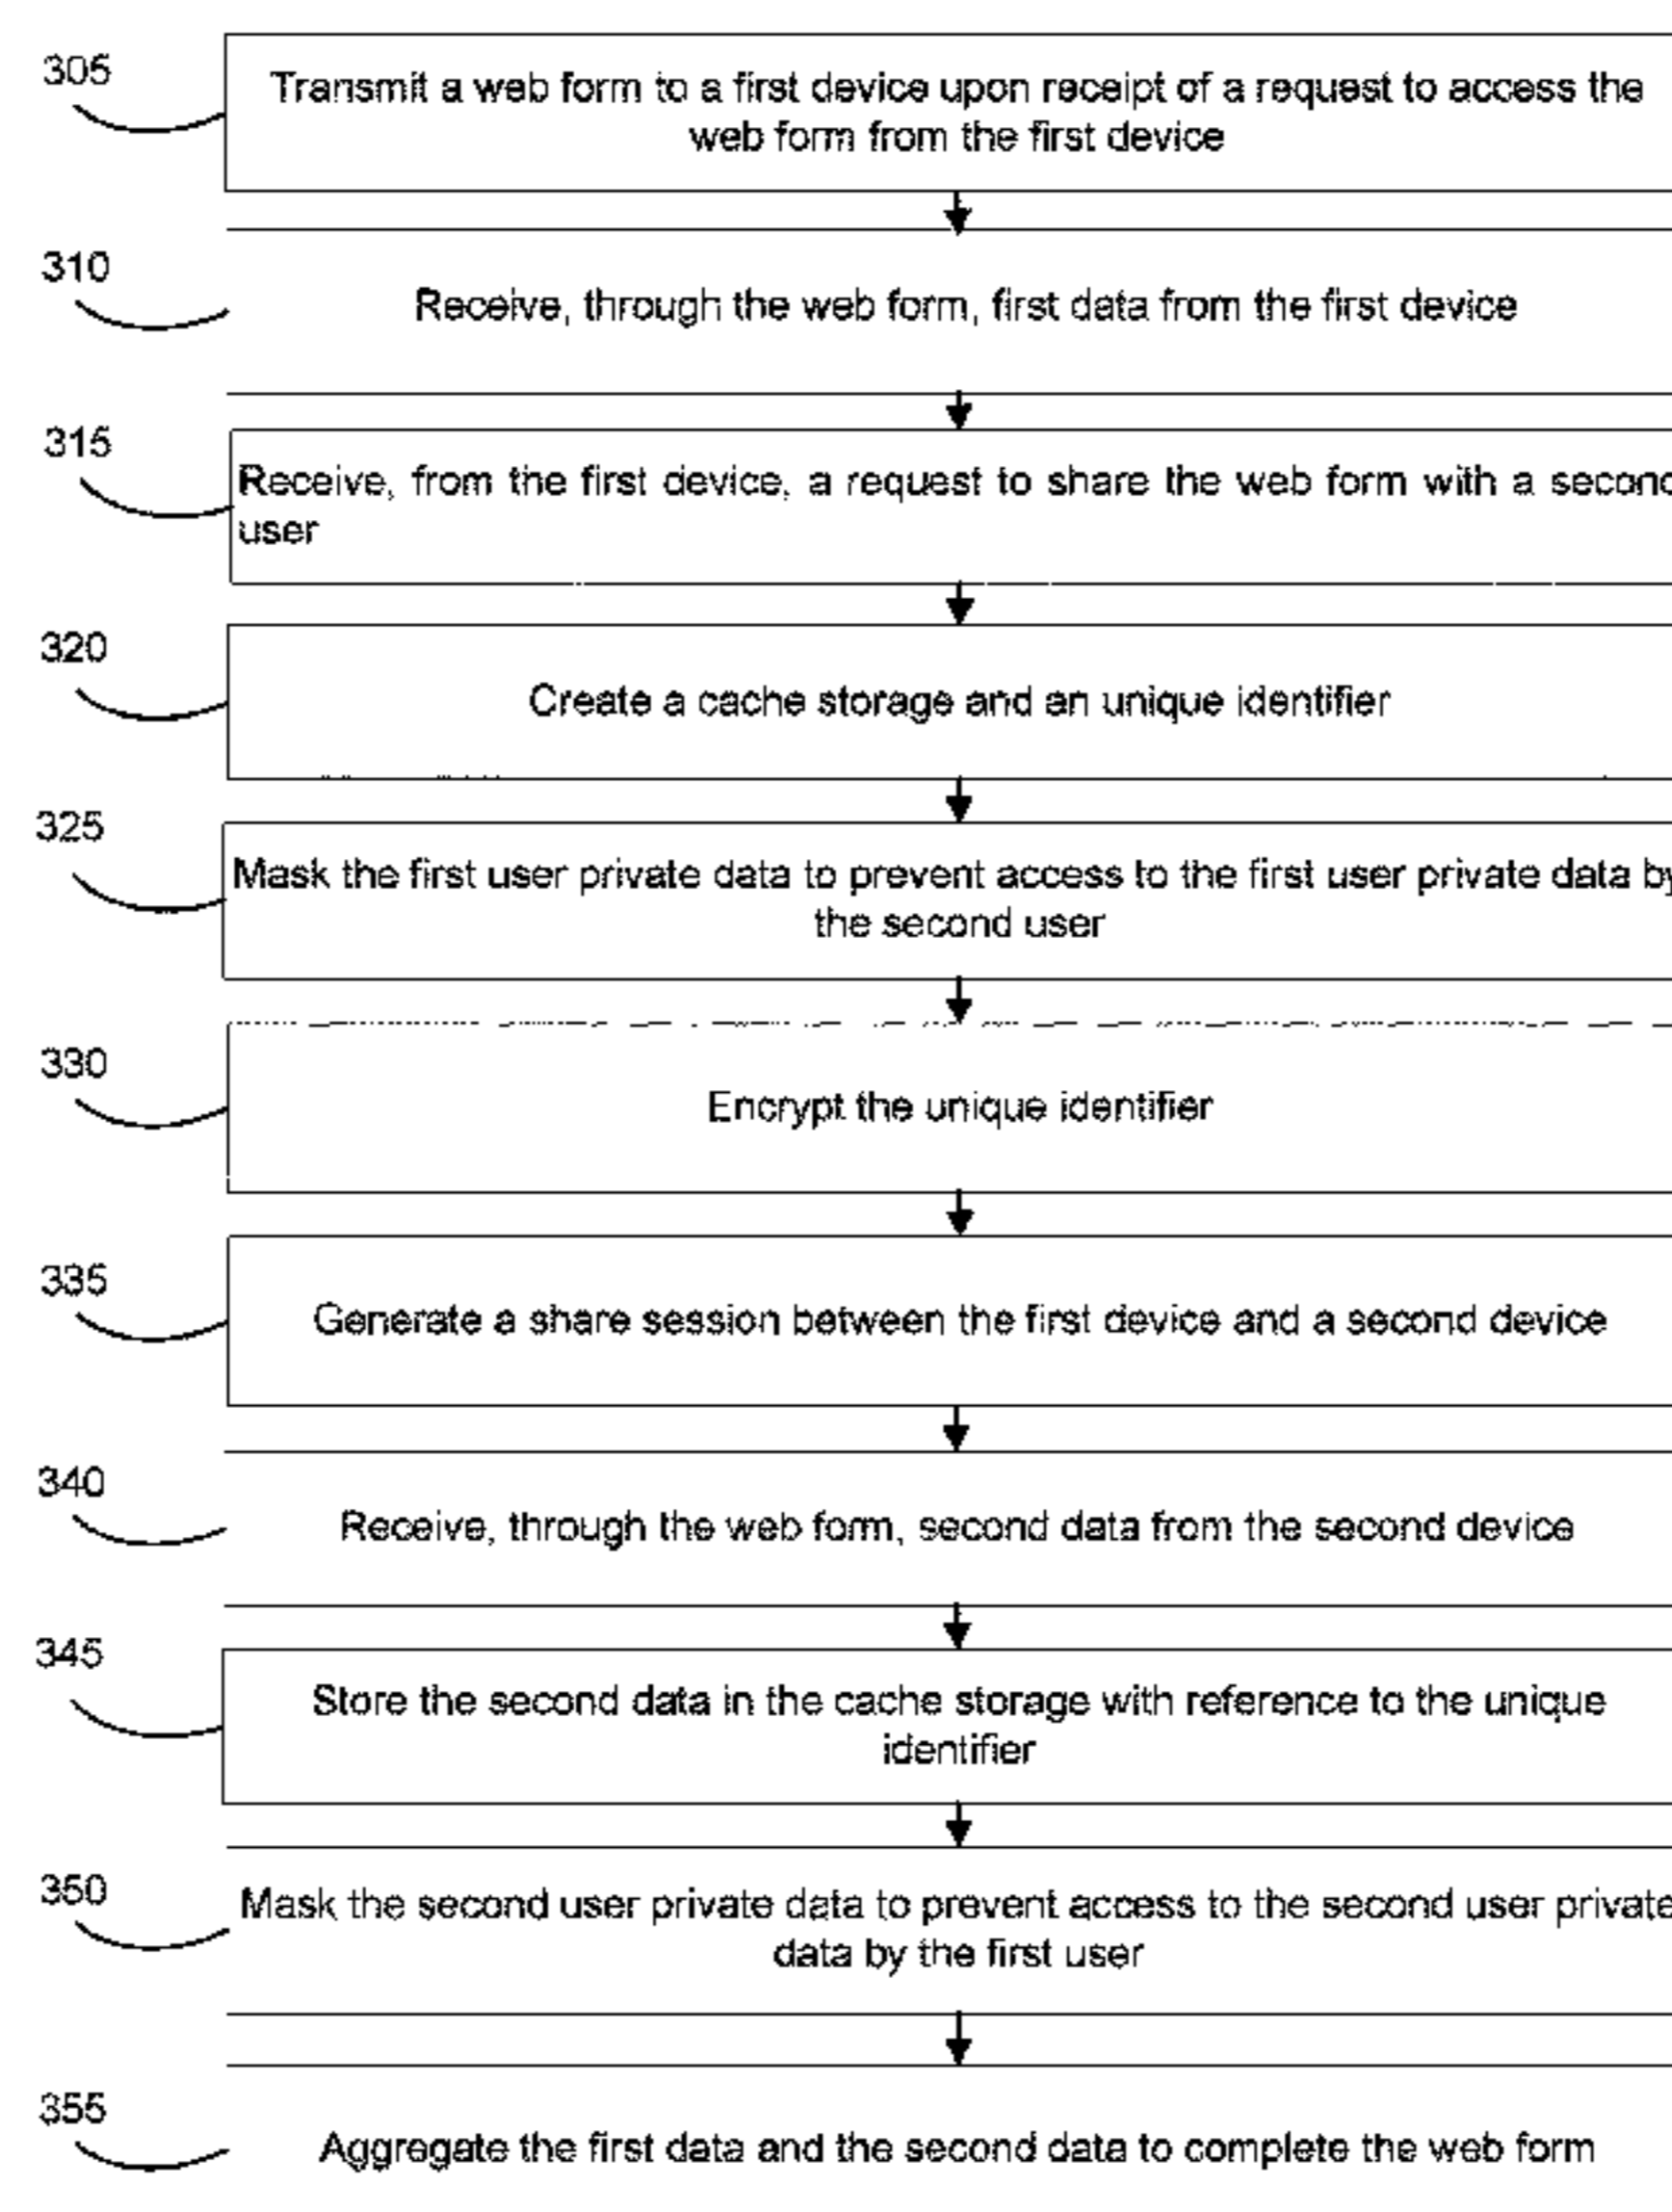 305
Transmit a web form to a first device upon receipt of a request to access the
web form from the first device
310
Receive, through the web form, first data from the first device
315
Receive, from the first device, a request to share the web form with a second
user
320
Create a cache storage and an unique identifier
325
Mask the first user private data to prevent access to the first user private data by
the second user
330
Encrypt the unique identifier
335
Generate a share session between the first device and a second device
340
Receive, through the web form, second data from the second device
345
Store the second data in the cache storage with reference to the unique
identifier
350
Mask the second user private data to prevent access to the second user private
data by the first user
355
Aggregate the first data and the second data to complete the web form